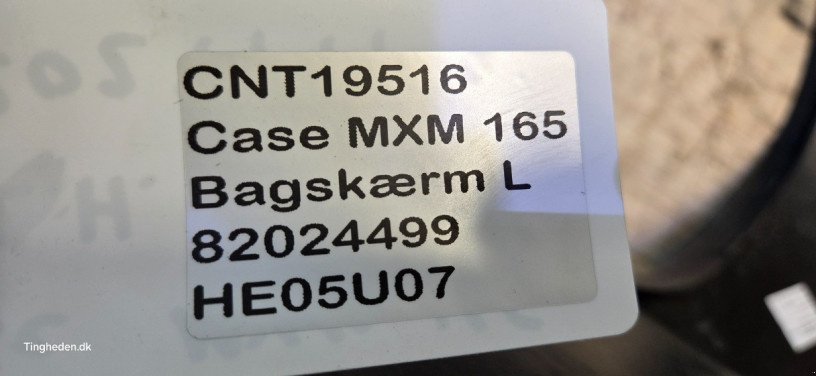 CNT19516
Case MXM 165
Bagskærm L
82024499
HE05U07
Tingheden.dk